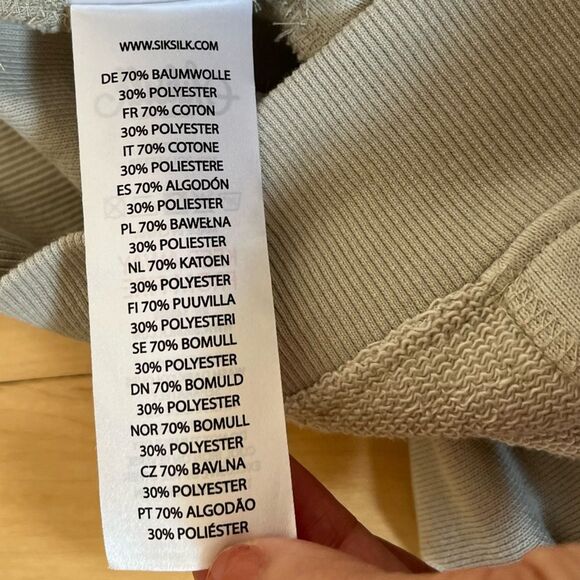 WWW.SIKSILK.COM
DE 70% BAUMWOLLE
30% POLYESTER
FR 70% COTON
30% POLYESTER
IT 70% COTONE
30% POLIESTERE
ES 70% ALGODÓN
30% POLIESTER
PL 70% BAWEŁNA
30% POLIESTER
NL 70% KATOEN
30% POLYESTER
FI 70% PUUVILLA
30% POLYESTERI
SE 70% BOMULL
30% POLYESTER
DN 70% BOMULD
30% POLYESTER
NOR 70% BOMULL
30% POLYESTER
CZ 70% BAVLNA
30% POLYESTER
PT 70% ALGODÃO
30% POLIÉSTER